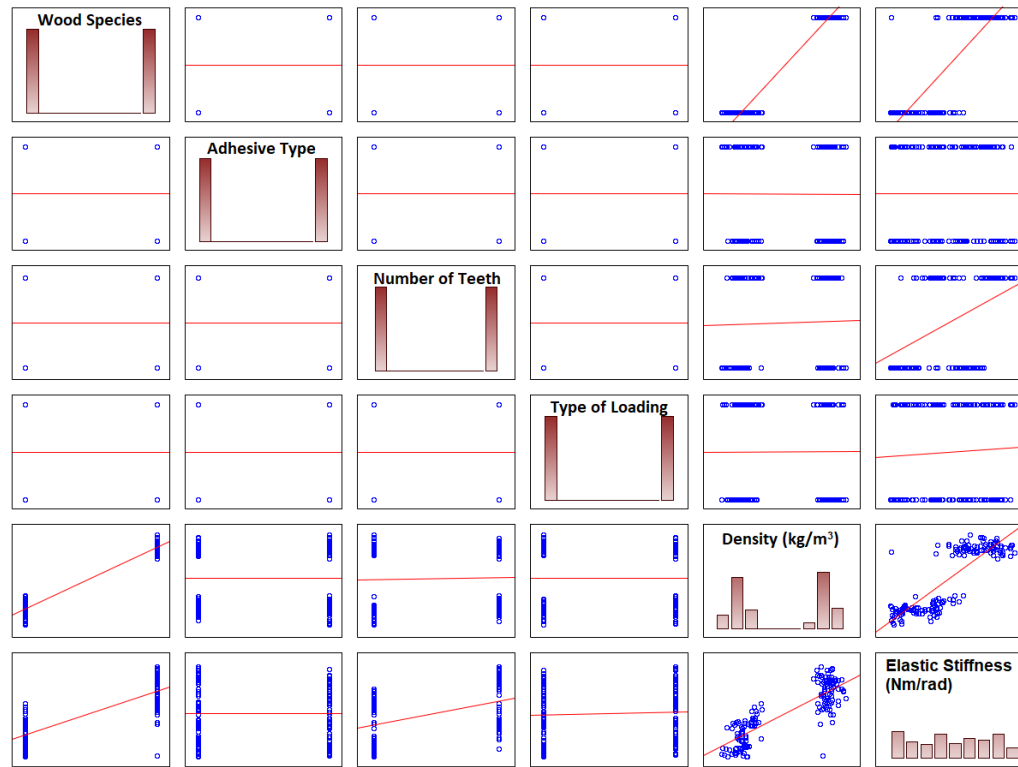 Wood Species
Adhesive Type
Number of Teeth
Type of Loading
Density (kg/m³)
Elastic Stiffness
(Nm/rad)